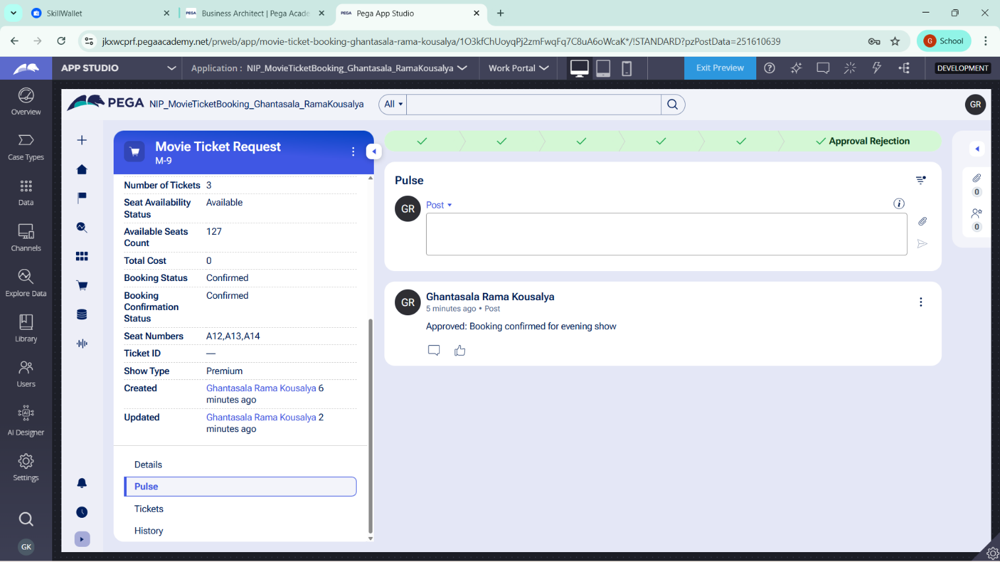 SkillWallet
PEGA Business Architect | Pega Acade
PEGA Pega App Studio
jkxwcprf.pegaacademy.net/prweb/app/movie-ticket-booking-ghantasala-rama-kousalya/1O3kfChUoyqPj2zmFwqFq7C8uA6oWcaK*/!STANDARD?pzPostData=251610639
G School
APP STUDIO
Application : NIP_MovieTicketBooking_Ghantasala_RamaKousalya
Work Portal
Exit Preview
DEVELOPMENT
Overview
Case Types
Data
Channels
Explore Data
Library
Users
AI
AI Designer
Settings
GK
PEGA NIP_MovieTicketBooking_Ghantasala_RamaKousalya
All
GR
Movie Ticket Request
M-9
Number of Tickets 3
Seat Availability Status Available
Available Seats Count 127
Total Cost 0
Booking Status Confirmed
Booking Confirmation Status Confirmed
Seat Numbers A12,A13,A14
Ticket ID —
Show Type Premium
Created Ghantasala Rama Kousalya 6 minutes ago
Updated Ghantasala Rama Kousalya 2 minutes ago
Details
Pulse
Tickets
History
Approval Rejection
Pulse
GR
Post
GR
Ghantasala Rama Kousalya
5 minutes ago • Post
Approved: Booking confirmed for evening show
0
0